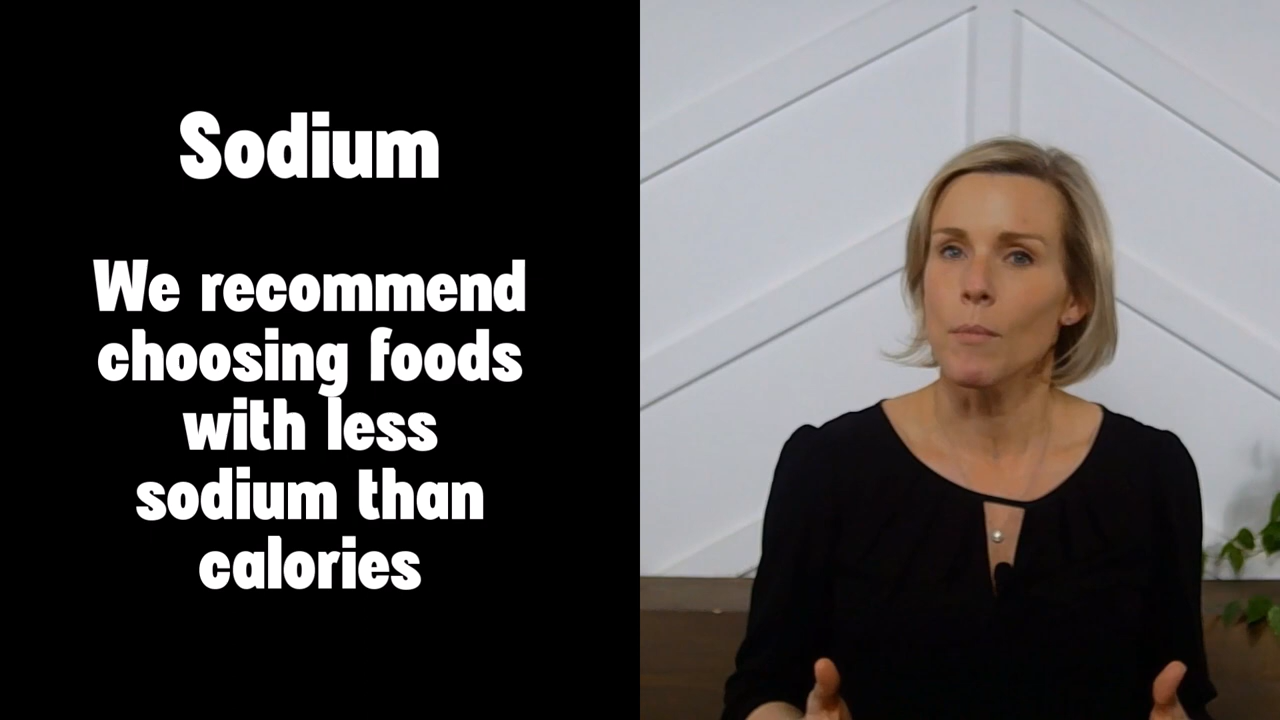 Sodium
We recommend
choosing foods
with less
sodium than
calories